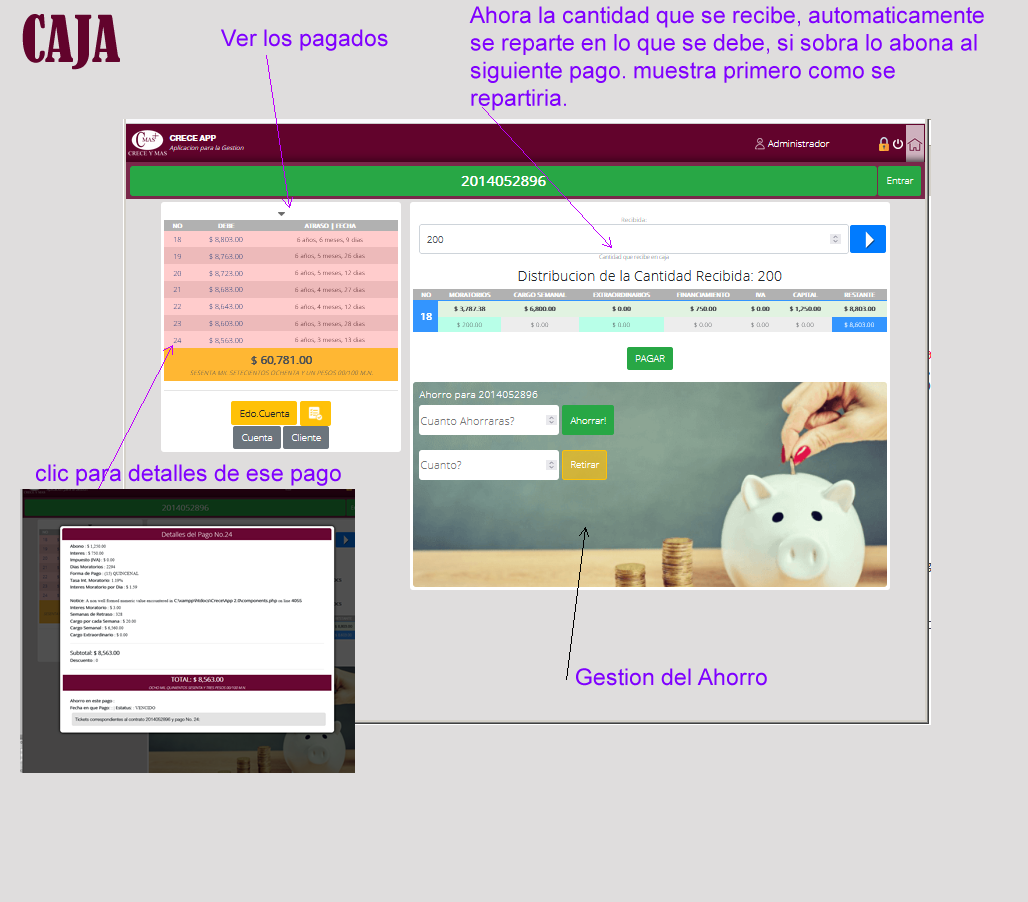 CAJA
Ver los pagados
Ahora la cantidad que se recibe, automaticamente
se reparte en lo que se debe, si sobra lo abona al
siguiente pago. muestra primero como se
repartiria.
CMAS+
CRECE Y MAS
CRECE APP
Aplicacion para la Gestion
Administrador
2014052896
Entrar
NO DEBE ATRASO | FECHA
18 $ 8,803.00 6 años, 6 meses, 9 dias
19 $ 8,763.00 6 años, 5 meses, 26 dias
20 $ 8,723.00 6 años, 5 meses, 12 dias
21 $ 8,683.00 6 años, 4 meses, 27 dias
22 $ 8,643.00 6 años, 4 meses, 12 dias
23 $ 8,603.00 6 años, 3 meses, 28 dias
24 $ 8,563.00 6 años, 3 meses, 13 dias
$ 60,781.00
SESENTA MIL SETECIENTOS OCHENTA Y UN PESOS 00/100 M.N.
Edo.Cuenta
Cuenta Cliente
Recibida:
200
Cantidad que recibe en caja
Distribucion de la Cantidad Recibida: 200
NO MORATORIOS CARGO SEMANAL EXTRAORDINARIOS FINANCIAMIENTO IVA CAPITAL RESTANTE
18 $ 3,787.38 $ 6,800.00 $ 0.00 $ 750.00 $ 0.00 $ 1,250.00 $ 8,803.00
$ 200.00 $ 0.00 $ 0.00 $ 0.00 $ 0.00 $ 0.00 $ 8,603.00
PAGAR
Ahorro para 2014052896
Cuanto Ahorraras? Ahorrar!
Cuanto? Retirar
clic para detalles de ese pago
2014052896
Detalles del Pago No.24
Abono : $ 1,250.00
Interes : $ 750.00
Impuesto (IVA) : $ 0.00
Dias Moratorios : 2294
Forma de Pago : (15) QUINCENAL
Tasa Int. Moratorio: 1.59%
Interes Moratorio por Dia : $ 1.59
Notice: A non well formed numeric value encountered in C:\xampp\htdocs\Crece\App 2.0\components.php on line 4055
Interes Moratorio : $ 3.00
Semanas de Retraso : 328
Cargo por cada Semana : $ 20.00
Cargo Semanal : $ 6,560.00
Cargo Extraordinario : $ 0.00
Subtotal: $ 8,563.00
Descuento : 0
TOTAL: $ 8,563.00
OCHO MIL QUINIENTOS SESENTA Y TRES PESOS 00/100 M.N.
Ahorro en este pago :
Fecha en que Pago : | Estatus : VENCIDO
Tickets correspondientes al contrato 2014052896 y pago No. 24:
Gestion del Ahorro